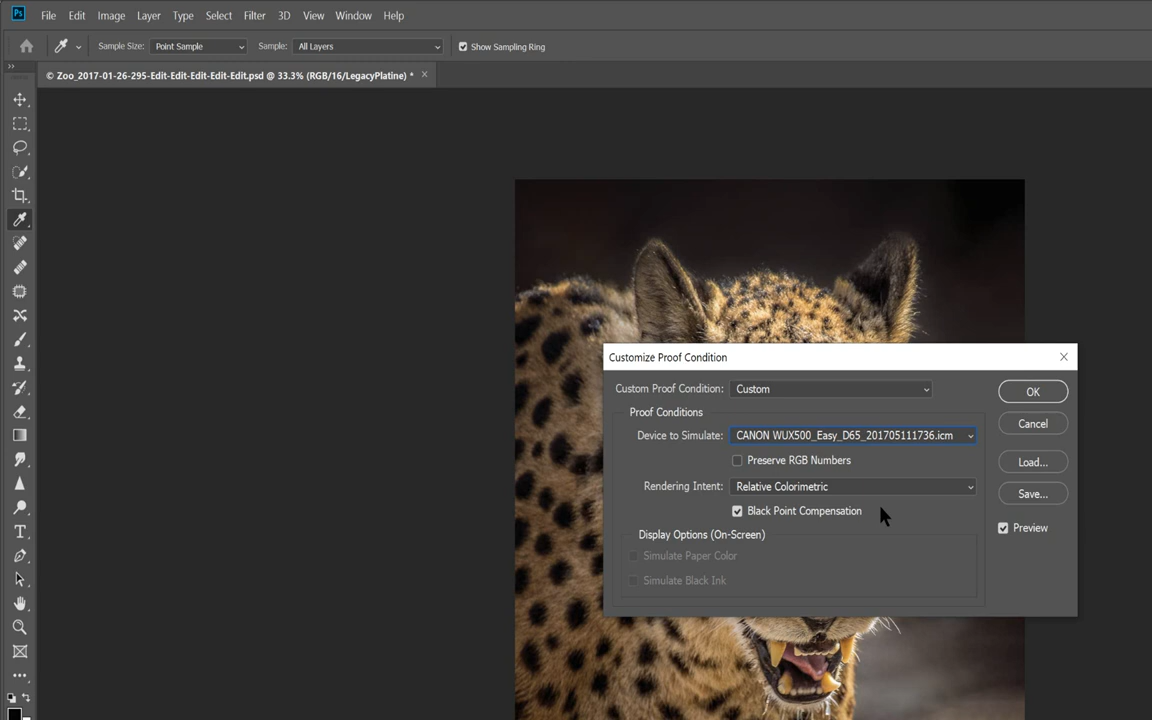 Ps File Edit Image Layer Type Select Filter 3D View Window Help
Sample Size: Point Sample Sample: All Layers Show Sampling Ring
© Zoo_2017-01-26-295-Edit-Edit-Edit-Edit-Edit.psd @ 33.3% (RGB/16/LegacyPlatine) *
Customize Proof Condition
Custom Proof Condition: Custom
OK
Proof Conditions
Cancel
Device to Simulate: CANON WUX500_Easy_D65_201705111736.icm
Preserve RGB Numbers
Load...
Rendering Intent: Relative Colorimetric
Save...
Black Point Compensation
Preview
Display Options (On-Screen)
Simulate Paper Color
Simulate Black Ink